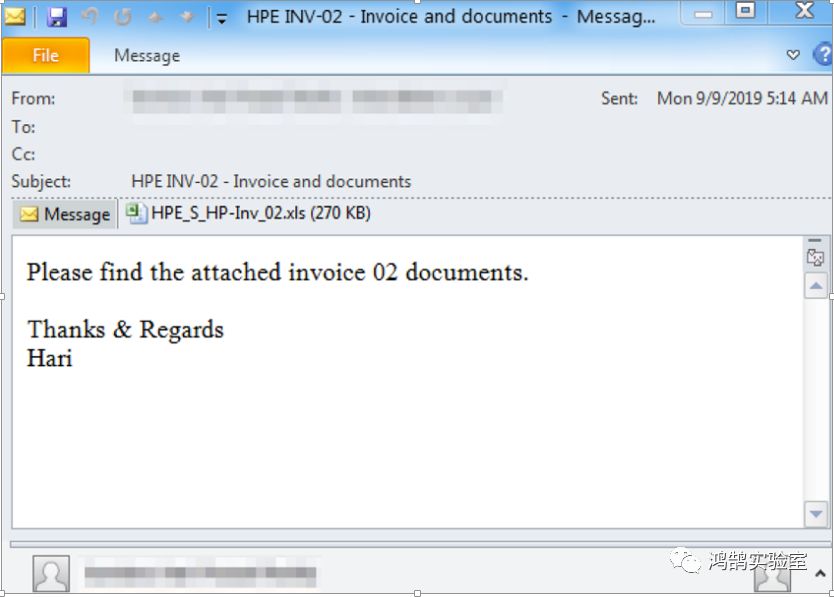 HPE INV-02 - Invoice and documents - Messag...
File Message
From: Sent: Mon 9/9/2019 5:14 AM
To:
Cc:
Subject: HPE INV-02 - Invoice and documents
Message HPE_S_HP-Inv_02.xls (270 KB)
Please find the attached invoice 02 documents.
Thanks & Regards
Hari
鸿鹄实验室